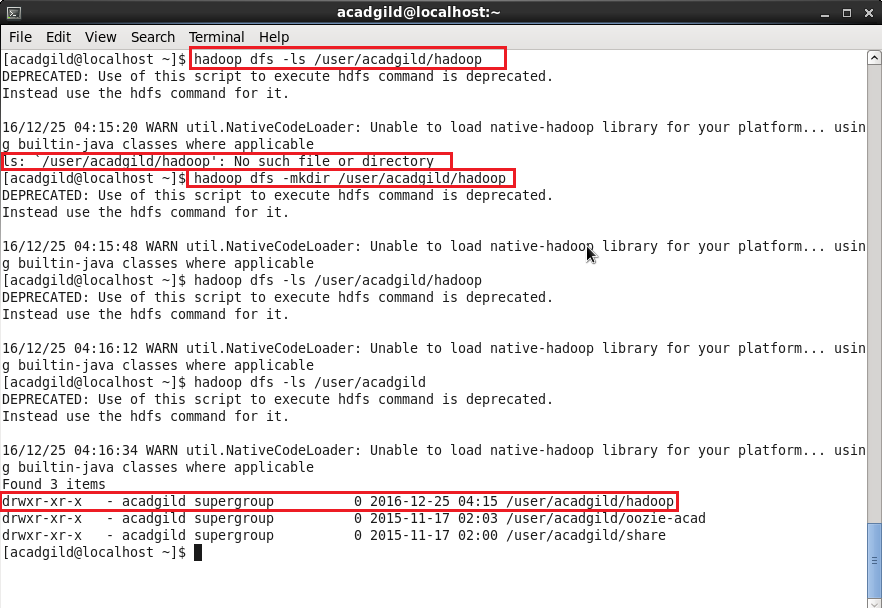 acadgild@localhost:~
File Edit View Search Terminal Help
[acadgild@localhost ~]$ hadoop dfs -ls /user/acadgild/hadoop
DEPRECATED: Use of this script to execute hdfs command is deprecated.
Instead use the hdfs command for it.
16/12/25 04:15:20 WARN util.NativeCodeLoader: Unable to load native-hadoop library for your platform... usin
g builtin-java classes where applicable
ls: `/user/acadgild/hadoop': No such file or directory
[acadgild@localhost ~]$ hadoop dfs -mkdir /user/acadgild/hadoop
DEPRECATED: Use of this script to execute hdfs command is deprecated.
Instead use the hdfs command for it.
16/12/25 04:15:48 WARN util.NativeCodeLoader: Unable to load native-hadoop library for your platform... usin
g builtin-java classes where applicable
[acadgild@localhost ~]$ hadoop dfs -ls /user/acadgild/hadoop
DEPRECATED: Use of this script to execute hdfs command is deprecated.
Instead use the hdfs command for it.
16/12/25 04:16:12 WARN util.NativeCodeLoader: Unable to load native-hadoop library for your platform... usin
g builtin-java classes where applicable
[acadgild@localhost ~]$ hadoop dfs -ls /user/acadgild
DEPRECATED: Use of this script to execute hdfs command is deprecated.
Instead use the hdfs command for it.
16/12/25 04:16:34 WARN util.NativeCodeLoader: Unable to load native-hadoop library for your platform... usin
g builtin-java classes where applicable
Found 3 items
drwxr-xr-x   - acadgild supergroup          0 2016-12-25 04:15 /user/acadgild/hadoop
drwxr-xr-x   - acadgild supergroup          0 2015-11-17 02:03 /user/acadgild/oozie-acad
drwxr-xr-x   - acadgild supergroup          0 2015-11-17 02:00 /user/acadgild/share
[acadgild@localhost ~]$